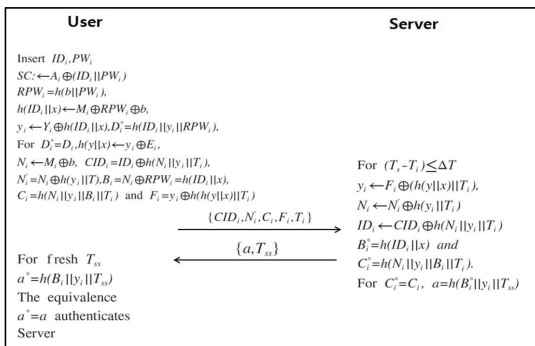 User
Server
Insert ID_i,PW_i
SC:←A_i⊕(ID_i||PW_i)
RPW_i=h(b||PW_i),
h(ID_i||x)←M_i⊕RPW_i⊕b,
y_i←Y_i⊕h(ID_i||x),D_i*=h(ID_i||y_i||RPW_i),
For D_i*=D_i,h(y||x)←y_i⊕E_i,
N_i←M_i⊕b, CID_i=ID_i⊕h(N_i||y_i||T_i),
N_i=N_i⊕h(y_i||T_i),B_i=N_i⊕RPW_i=h(ID_i||x),
C_i=h(N_i||y_i||B_i||T_i) and F_i=y_i⊕h(h(y||x)||T_i)
{CID_i,N_i,C_i,F_i,T_i}
For (T_s-T_i)≤ΔT
y_i←F_i⊕(h(y||x)||T_i),
N_i←N_i⊕h(y_i||T_i)
ID_i←CID_i⊕h(N_i||y_i||T_i)
B_i*=h(ID_i||x) and
C_i*=h(N_i||y_i||B_i||T_i).
For C_i*=C_i, a=h(B_i*||y_i||T_ss)
{a,T_ss}
For fresh T_ss
a*=h(B_i||y_i||T_ss)
The equivalence
a*=a authenticates
Server